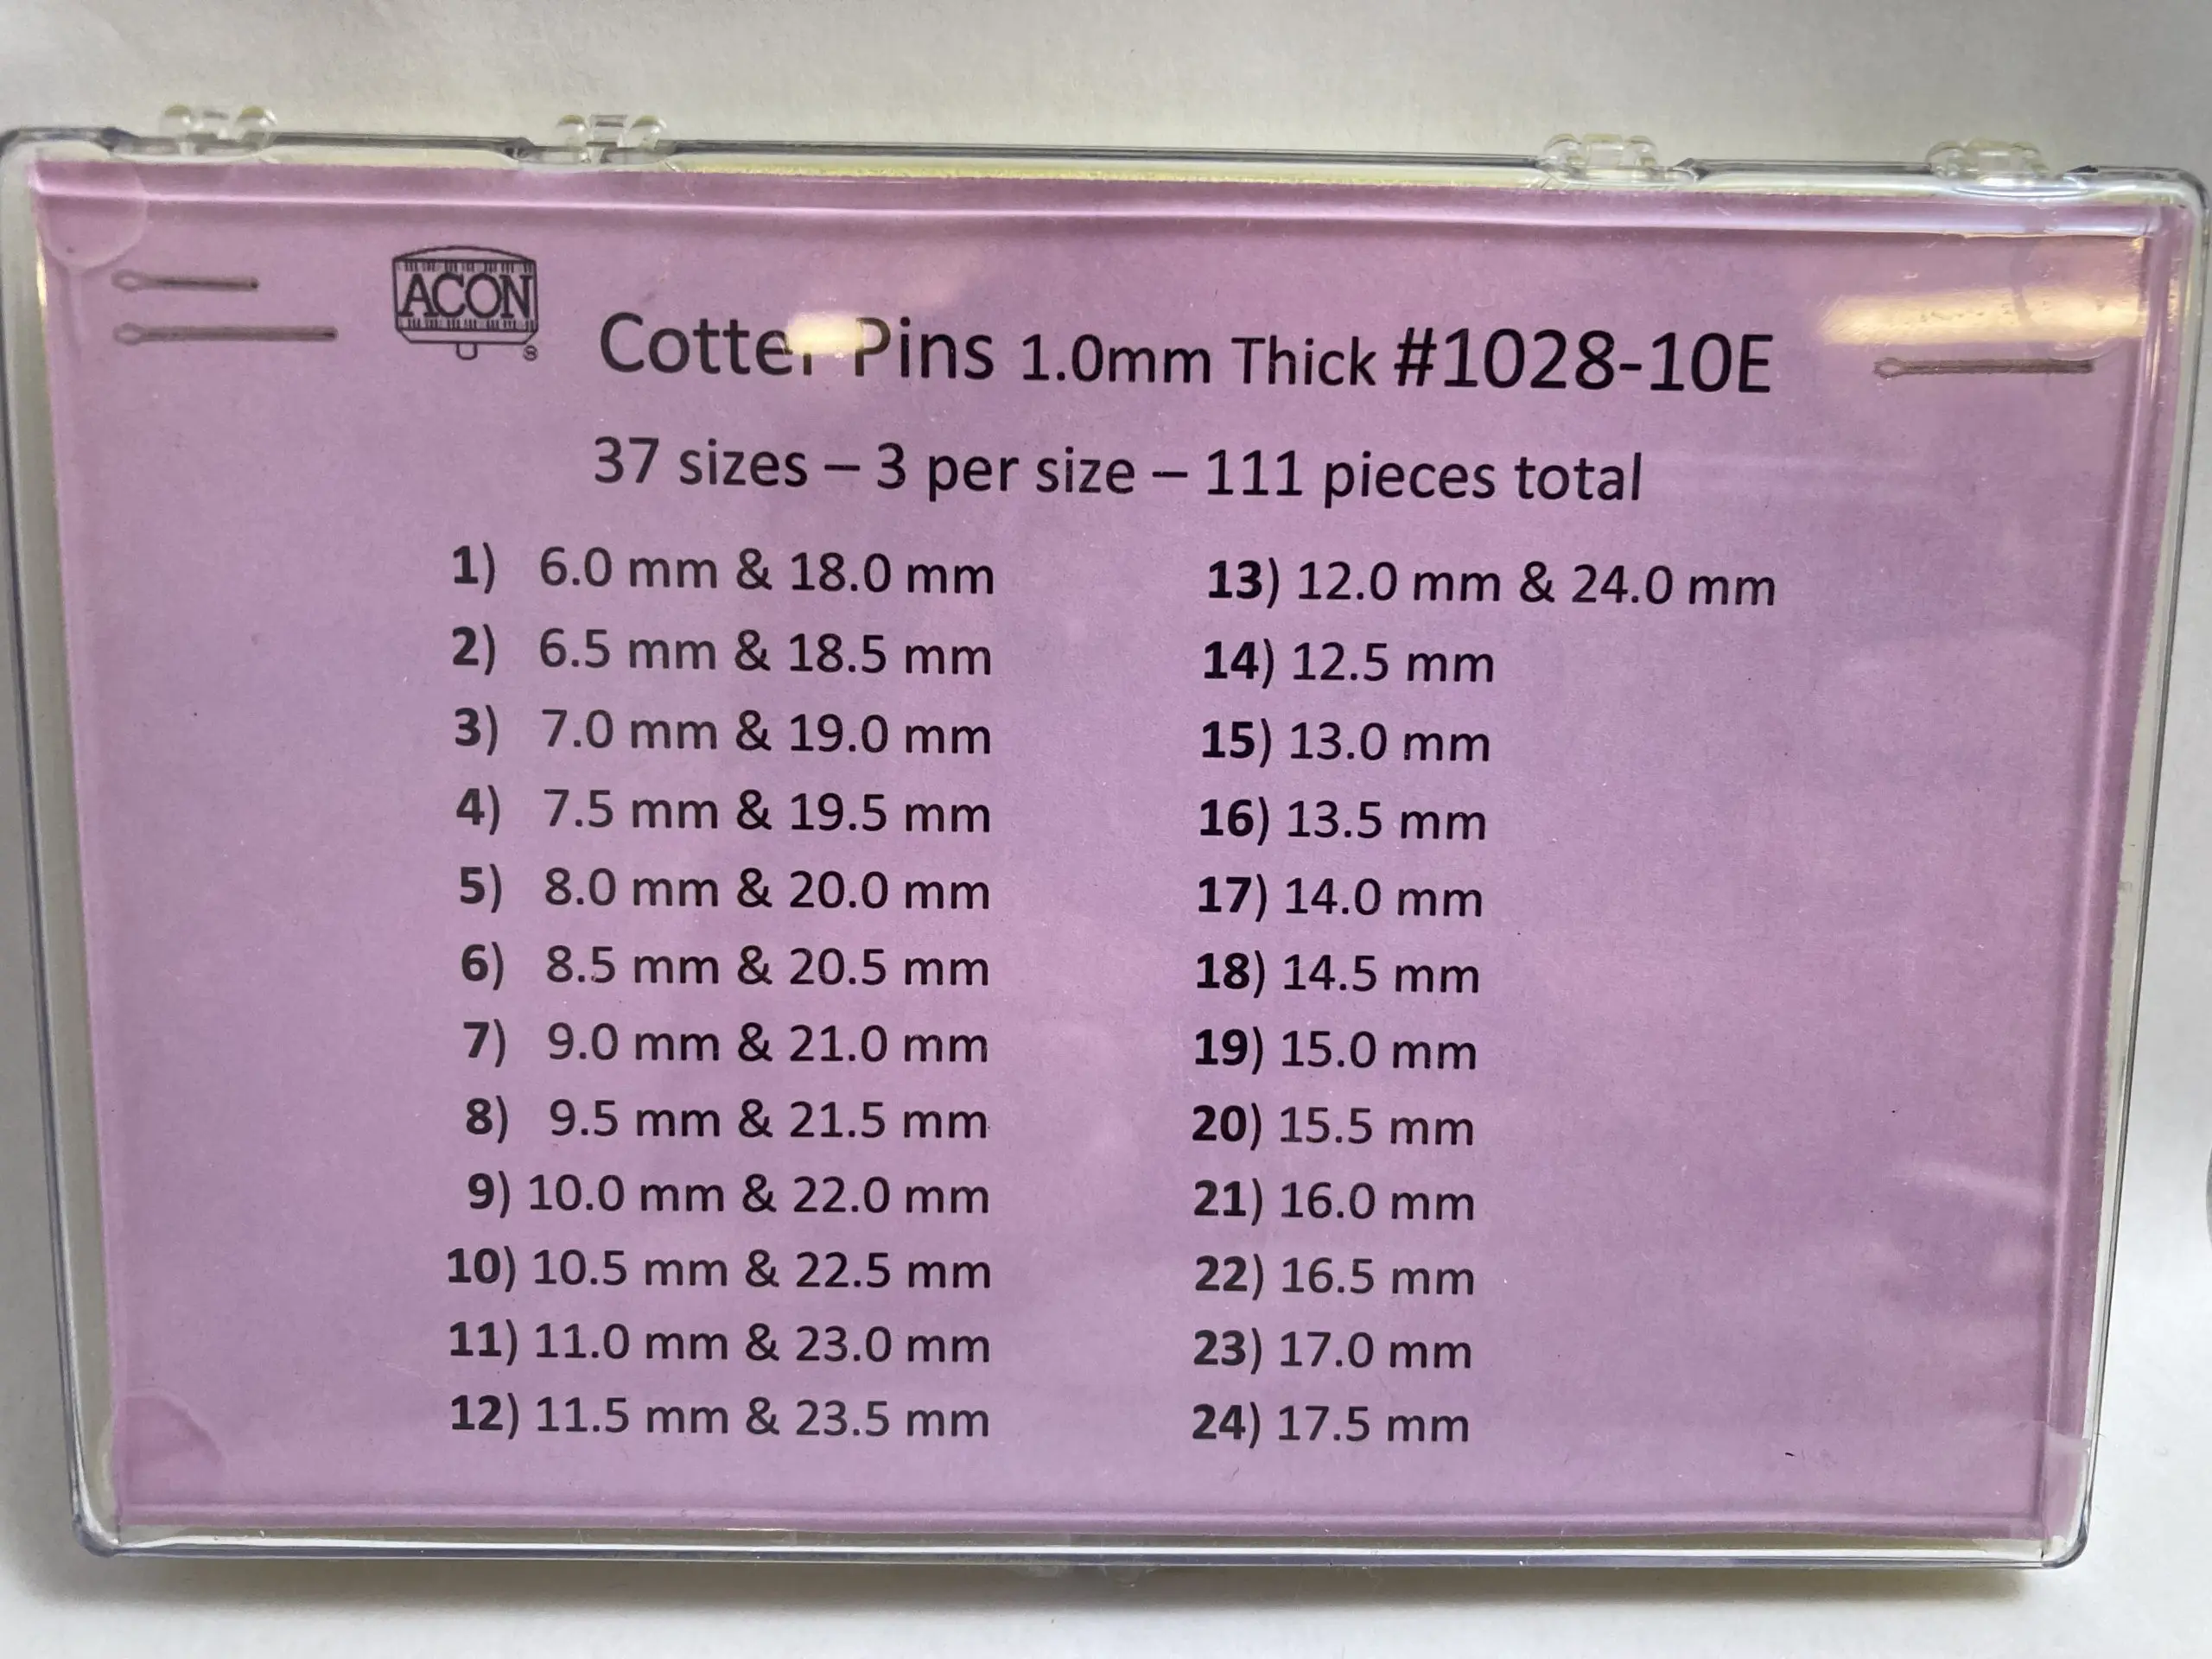 ACON
®
Cotter Pins 1.0mm Thick #1028-10E
37 sizes – 3 per size – 111 pieces total
1) 6.0 mm & 18.0 mm
2) 6.5 mm & 18.5 mm
3) 7.0 mm & 19.0 mm
4) 7.5 mm & 19.5 mm
5) 8.0 mm & 20.0 mm
6) 8.5 mm & 20.5 mm
7) 9.0 mm & 21.0 mm
8) 9.5 mm & 21.5 mm
9) 10.0 mm & 22.0 mm
10) 10.5 mm & 22.5 mm
11) 11.0 mm & 23.0 mm
12) 11.5 mm & 23.5 mm
13) 12.0 mm & 24.0 mm
14) 12.5 mm
15) 13.0 mm
16) 13.5 mm
17) 14.0 mm
18) 14.5 mm
19) 15.0 mm
20) 15.5 mm
21) 16.0 mm
22) 16.5 mm
23) 17.0 mm
24) 17.5 mm